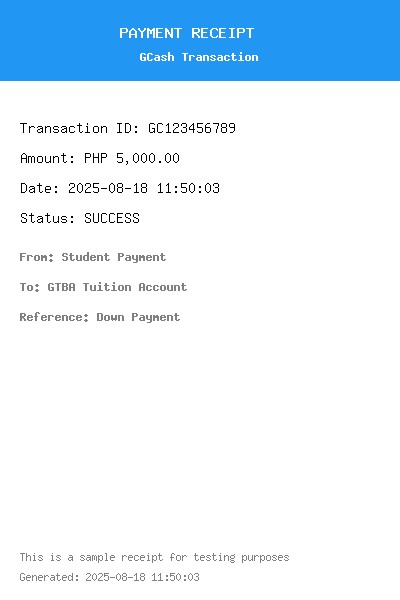 PAYMENT RECEIPT
GCash Transaction
Transaction ID: GC123456789
Amount: PHP 5,000.00
Date: 2025-08-18 11:50:03
Status: SUCCESS
From: Student Payment
To: GTBA Tuition Account
Reference: Down Payment
This is a sample receipt for testing purposes
Generated: 2025-08-18 11:50:03